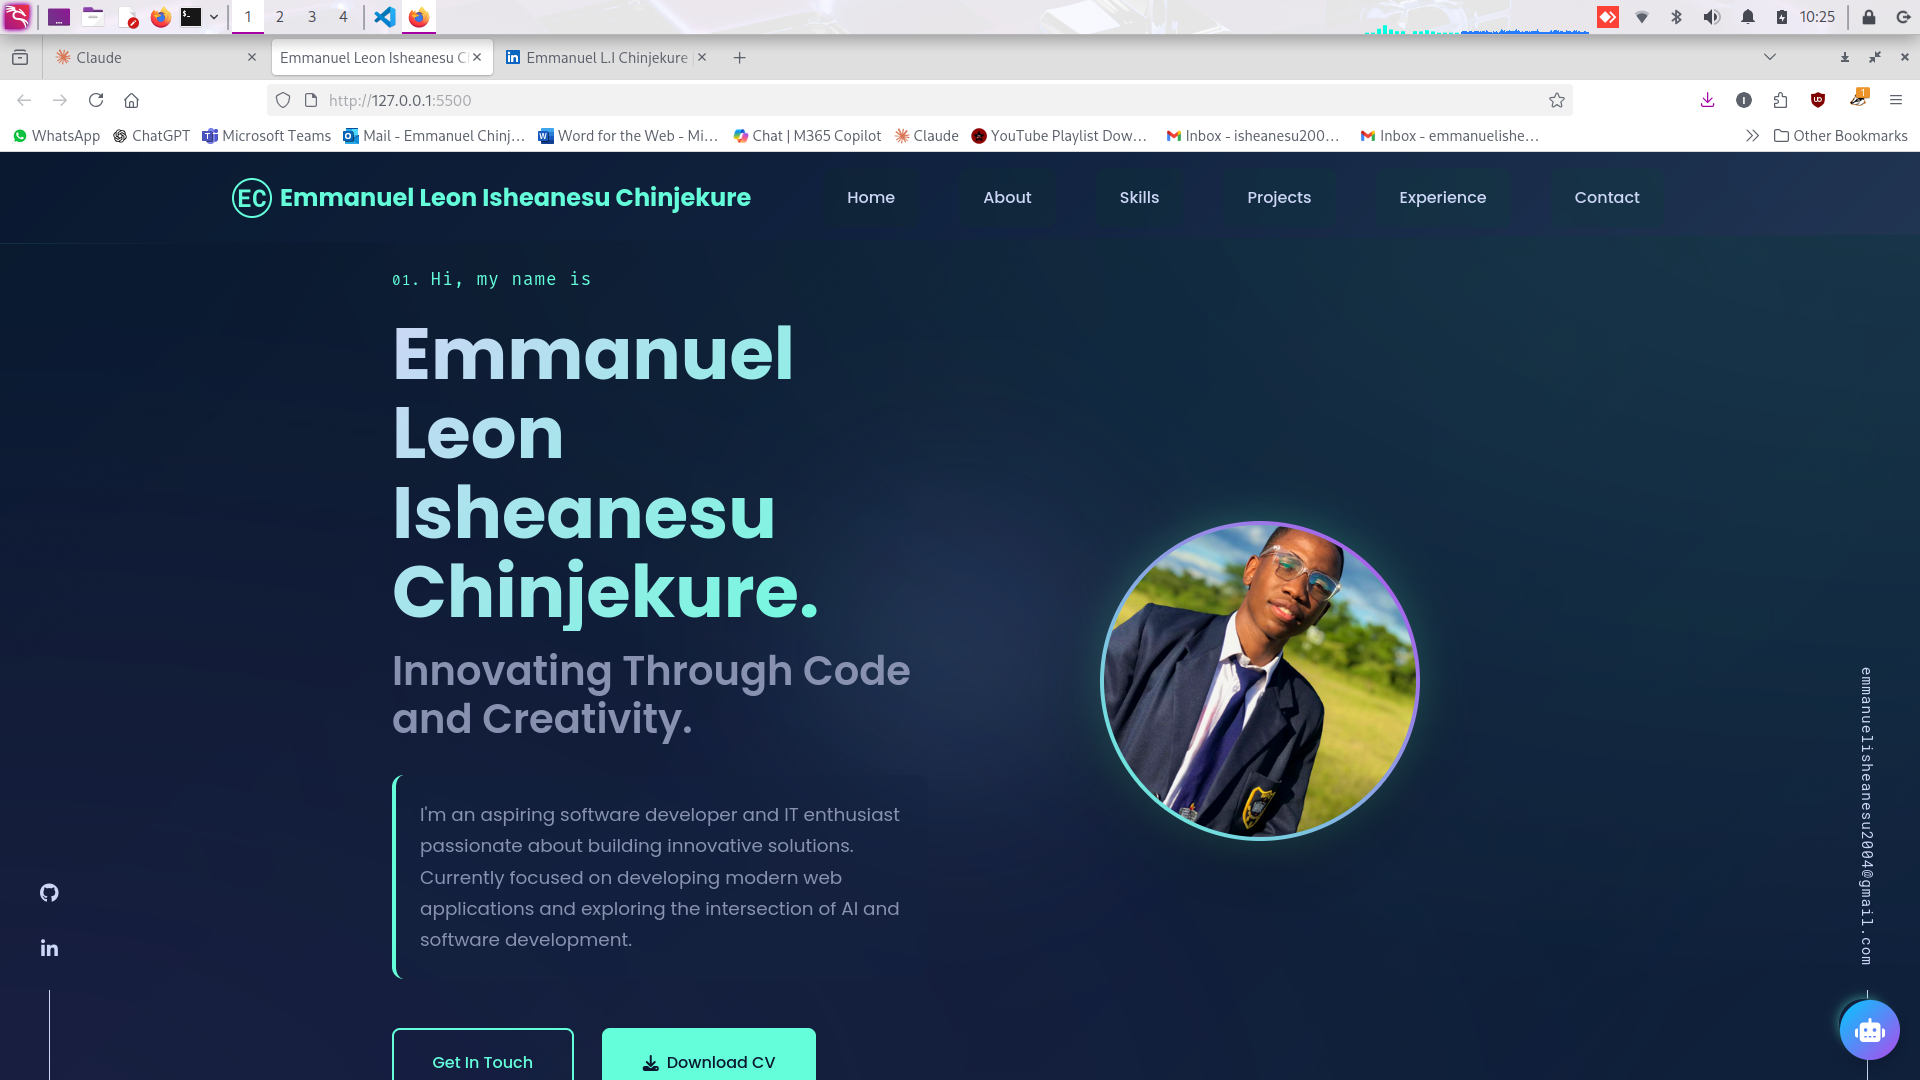 1 2 3 4 10:25
Claude
Emmanuel Leon Isheanesu C
Emmanuel L.I Chinjekure
http://127.0.0.1:5500
1
WhatsApp ChatGPT Microsoft Teams Mail - Emmanuel Chinj… Word for the Web - Mi… Chat | M365 Copilot Claude YouTube Playlist Dow… Inbox - isheanesu200… Inbox - emmanuelishe… Other Bookmarks
EC Emmanuel Leon Isheanesu Chinjekure Home About Skills Projects Experience Contact
01. Hi, my name is
Emmanuel
Leon
Isheanesu
Chinjekure.
Innovating Through Code
and Creativity.
I'm an aspiring software developer and IT enthusiast
passionate about building innovative solutions.
Currently focused on developing modern web
applications and exploring the intersection of AI and
software development.
Get In Touch Download CV
emmanuelisheanesu2004@gmail.com